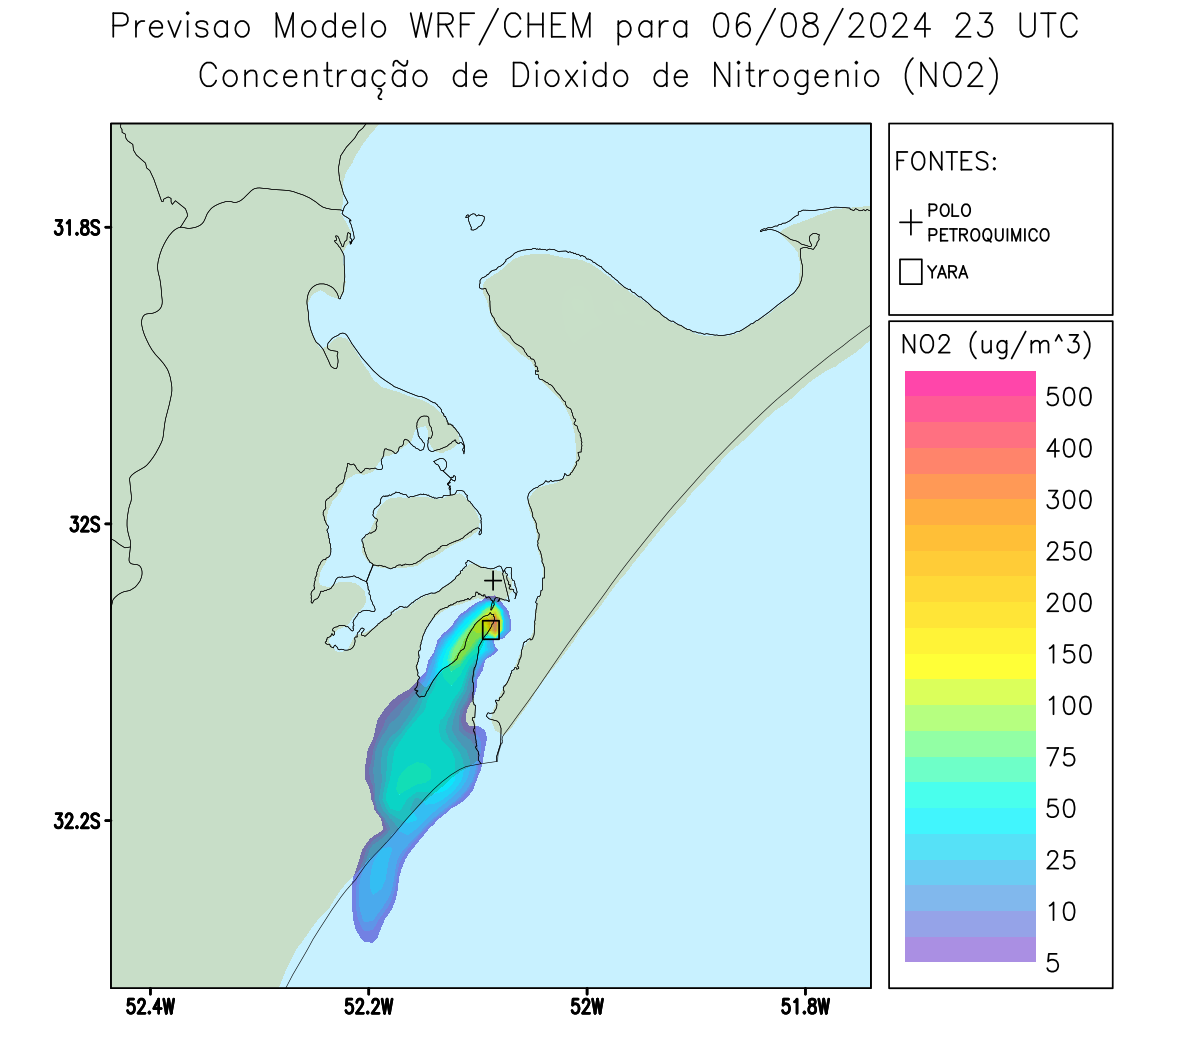 Previsao Modelo WRF/CHEM para 06/08/2024 23 UTC
Concentração de Dioxido de Nitrogenio (NO2)
FONTES:
POLO
PETROQUIMICO
YARA
NO2 (ug/m^3)
500
400
300
250
200
150
100
75
50
25
10
5
31.8S
32S
32.2S
52.4W
52.2W
52W
51.8W